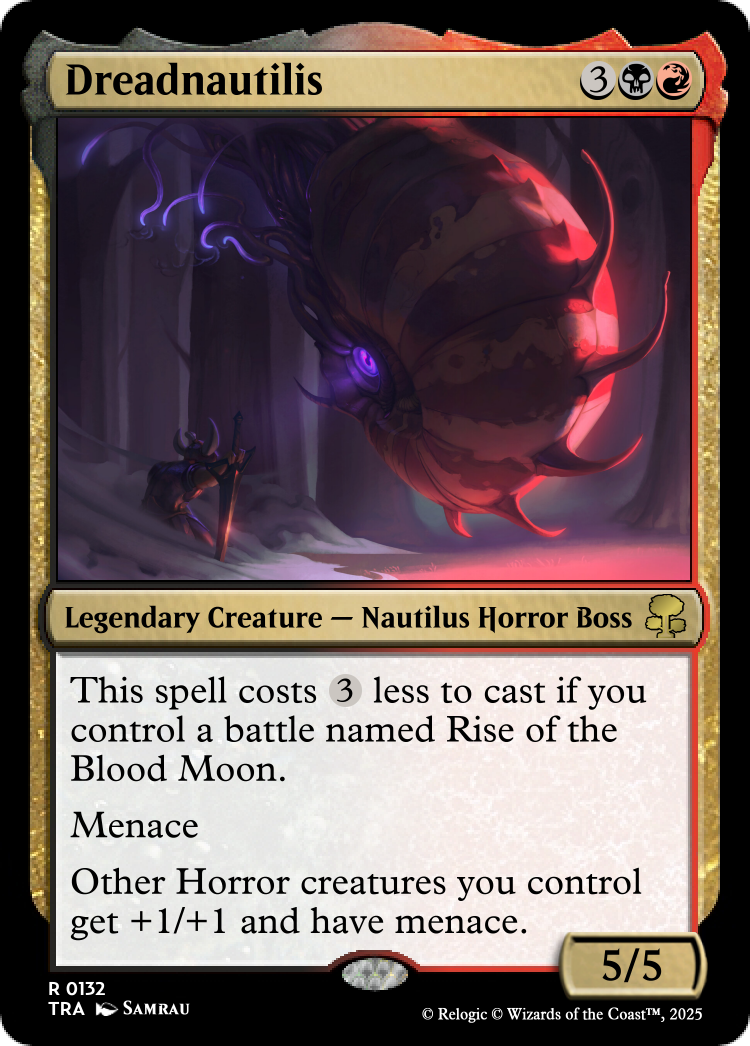 Dreadnautilis 3
Legendary Creature — Nautilus Horror Boss
This spell costs 3 less to cast if you
control a battle named Rise of the
Blood Moon.
Menace
Other Horror creatures you control
get +1/+1 and have menace.
5/5
R 0132
TRA SAMRAU
© Relogic © Wizards of the Coast™, 2025